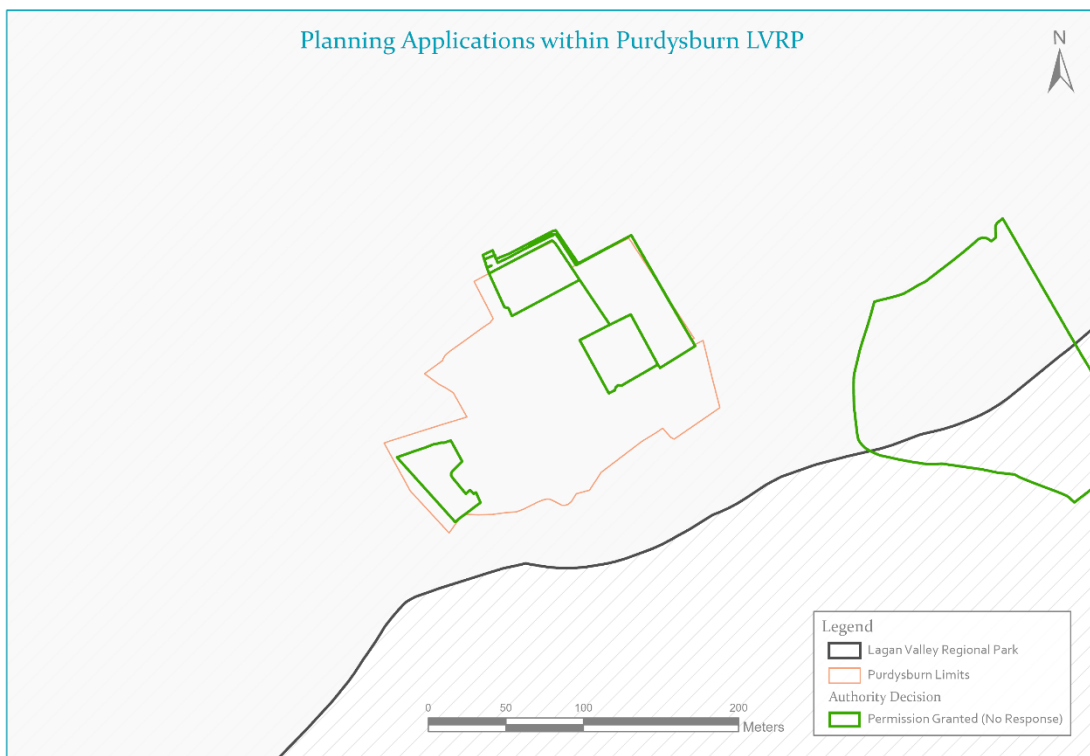 Planning Applications within Purdysburn LVRP
N
Legend
Lagan Valley Regional Park
Purdysburn Limits
Authority Decision
Permission Granted (No Response)
0 50 100 200
Meters